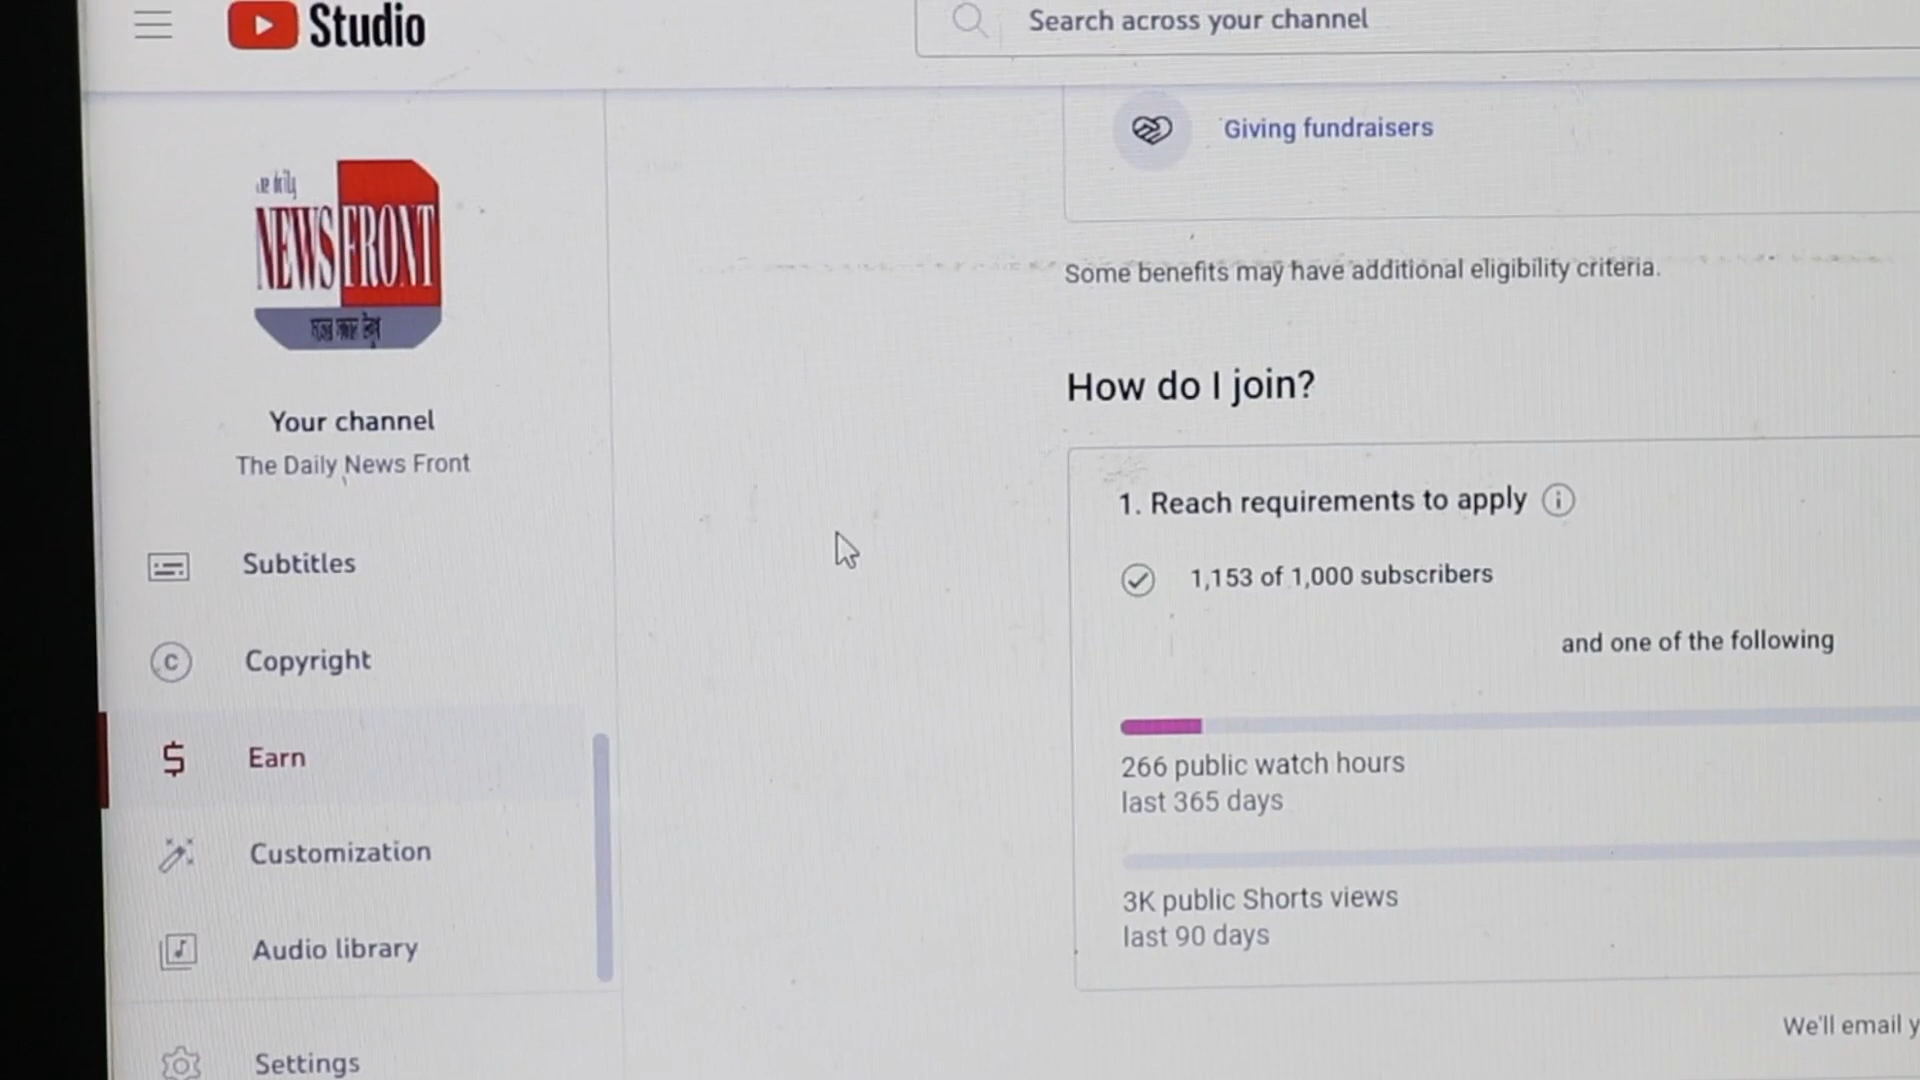 Studio
Search across your channel
Giving fundraisers
NEWS FRONT
Some benefits may have additional eligibility criteria.
How do I join?
Your channel
The Daily News Front
1. Reach requirements to apply
1,153 of 1,000 subscribers
Subtitles
and one of the following
Copyright
Earn
266 public watch hours
last 365 days
Customization
3K public Shorts views
last 90 days
Audio library
We'll email y
Settings